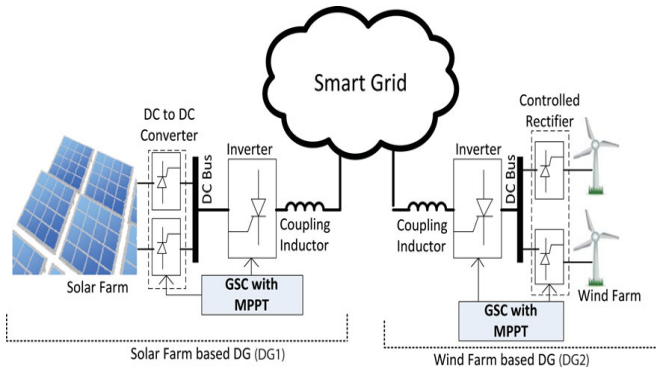 Smart Grid
DC to DC
Converter
Inverter
DC Bus
Coupling
Inductor
Solar Farm
GSC with
MPPT
Solar Farm based DG (DG1)
Controlled
Rectifier
Inverter
DC Bus
Coupling
Inductor
Wind Farm
GSC with
MPPT
Wind Farm based DG (DG2)